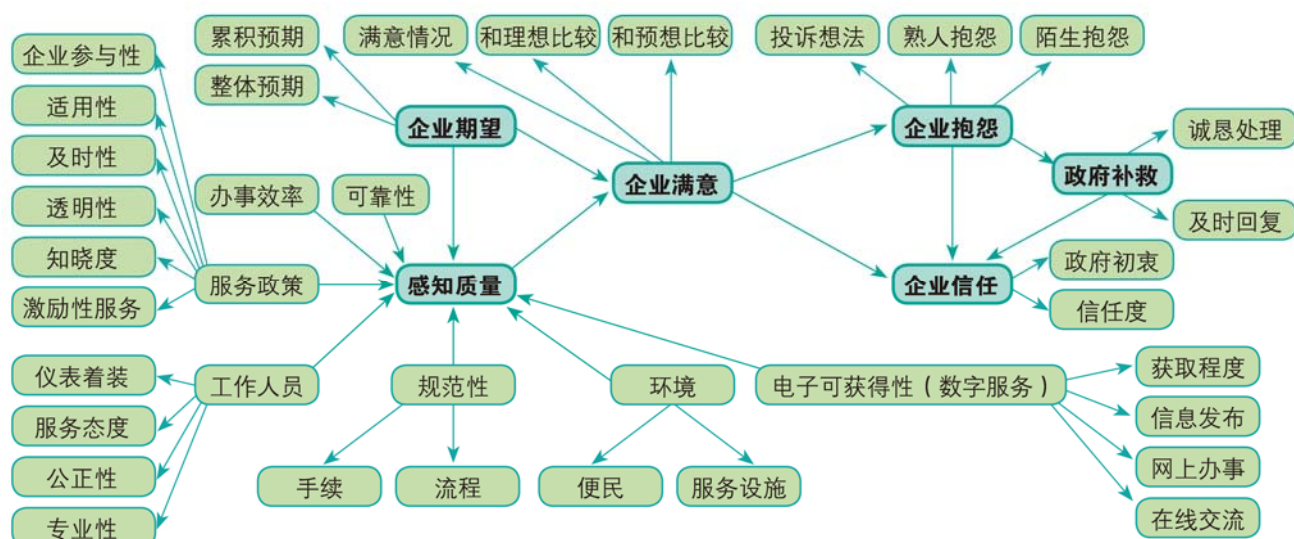 累积预期
满意情况
和理想比较
和预想比较
投诉想法
熟人抱怨
陌生抱怨
企业参与性
整体预期
适用性
企业期望
企业抱怨
诚恳处理
及时性
企业满意
政府补救
办事效率
可靠性
透明性
及时回复
知晓度
政府初衷
服务政策
感知质量
企业信任
激励性服务
信任度
仪表着装
工作人员
规范性
环境
电子可获得性（数字服务）
获取程度
服务态度
信息发布
公正性
手续
流程
便民
服务设施
网上办事
专业性
在线交流